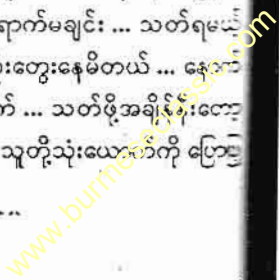 ရောက်မချင်း ... သတ်ရမယ်
းတွေးနေမိတယ် ...
က် ... သတ်ဖို့အချိန်
သူတို့သုံးယောက်ကို ပြော
www.burmeseclassic.com